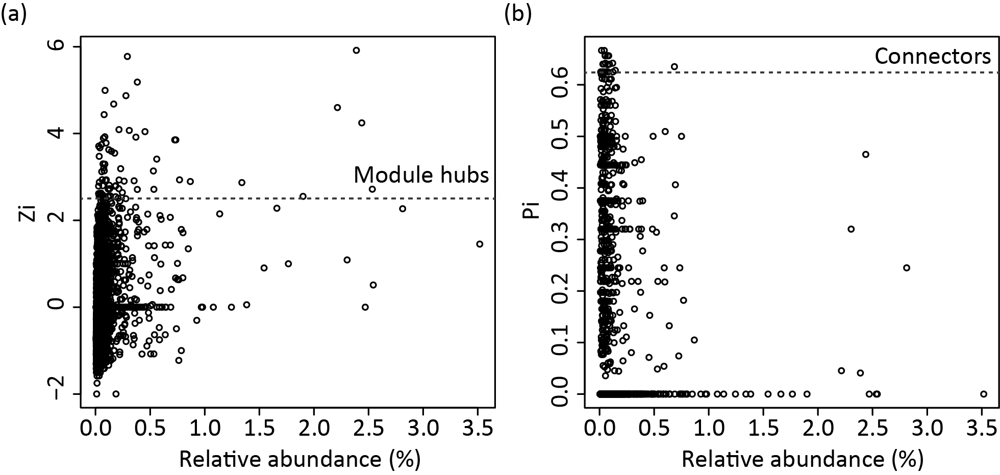 (a)
6
4
2
0
−2
Zi
Module hubs
0.0 0.5 1.0 1.5 2.0 2.5 3.0 3.5
Relative abundance (%)
(b)
0.6
0.5
0.4
0.3
0.2
0.1
0.0
Pi
Connectors
0.0 0.5 1.0 1.5 2.0 2.5 3.0 3.5
Relative abundance (%)